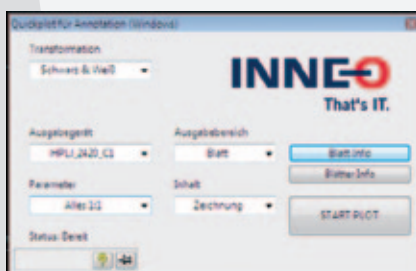 Quickplot für Annotation (Windows)
Transformation
Schwarz & Weiß
INNEO
That's IT.
Ausgabegerät
Ausgabebereich
HPLJ_2420_C1
Blatt
Blatt Info
Blätter Info
Parameter
Inhalt
Alles 1:1
Zeichnung
START PLOT
Status: Bereit